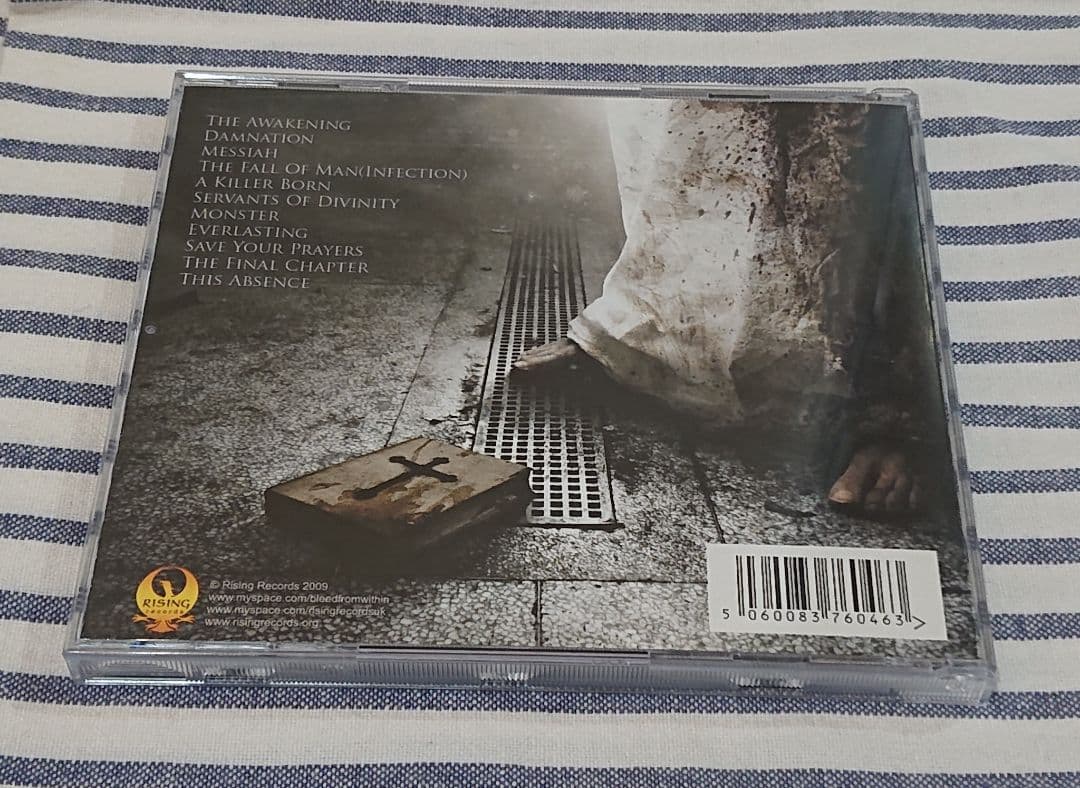 The Awakening
Damnation
Messiah
The Fall Of Man(Infection)
A Killer Born
Servants Of Divinity
Monster
Everlasting
Save Your Prayers
The Final Chapter
This Absence
RISING
records
© Rising Records 2009
www.myspace.com/bleedfromwithin
www.myspace.com/risingrecordsuk
www.risingrecords.org
5 060083 760463 >